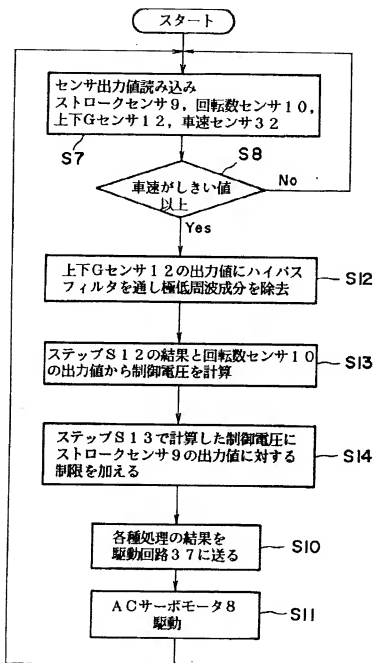 スタート
センサ出力値読み込み
ストロークセンサ9，回転数センサ10，
上下Gセンサ12，車速センサ32
S7
S8
車速がしきい値
以上
No
Yes
上下Gセンサ12の出力値にハイパス
フィルタを通し極低周波成分を除去
S12
ステップS12の結果と回転数センサ10
の出力値から制御電圧を計算
S13
ステップS13で計算した制御電圧に
ストロークセンサ9の出力値に対する
制限を加える
S14
各種処理の結果を
駆動回路37に送る
S10
ACサーボモータ8
駆動
S11